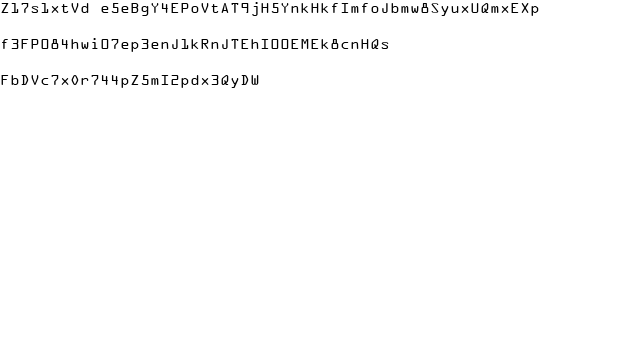 Z17s1xtVd e5eBgY4EPoVtAT9jH5YnkHkfImfoJbmw8SyuxUQmxEXp
f3FPO84hwiO7ep3enJ1kRnJTEhIOOEMEk8cnHQs
FbDVc7x0r744pZ5mI2pdx3QyDW